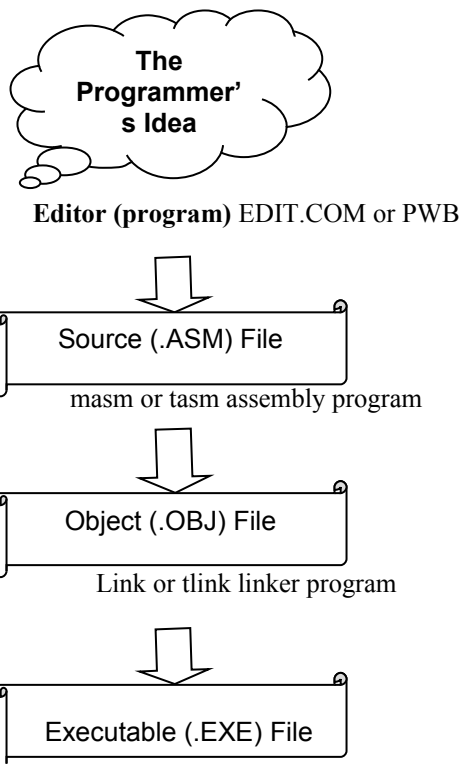 The
Programmer’
s Idea
Editor (program) EDIT.COM or PWB
Source (.ASM) File
masm or tasm assembly program
Object (.OBJ) File
Link or tlink linker program
Executable (.EXE) File